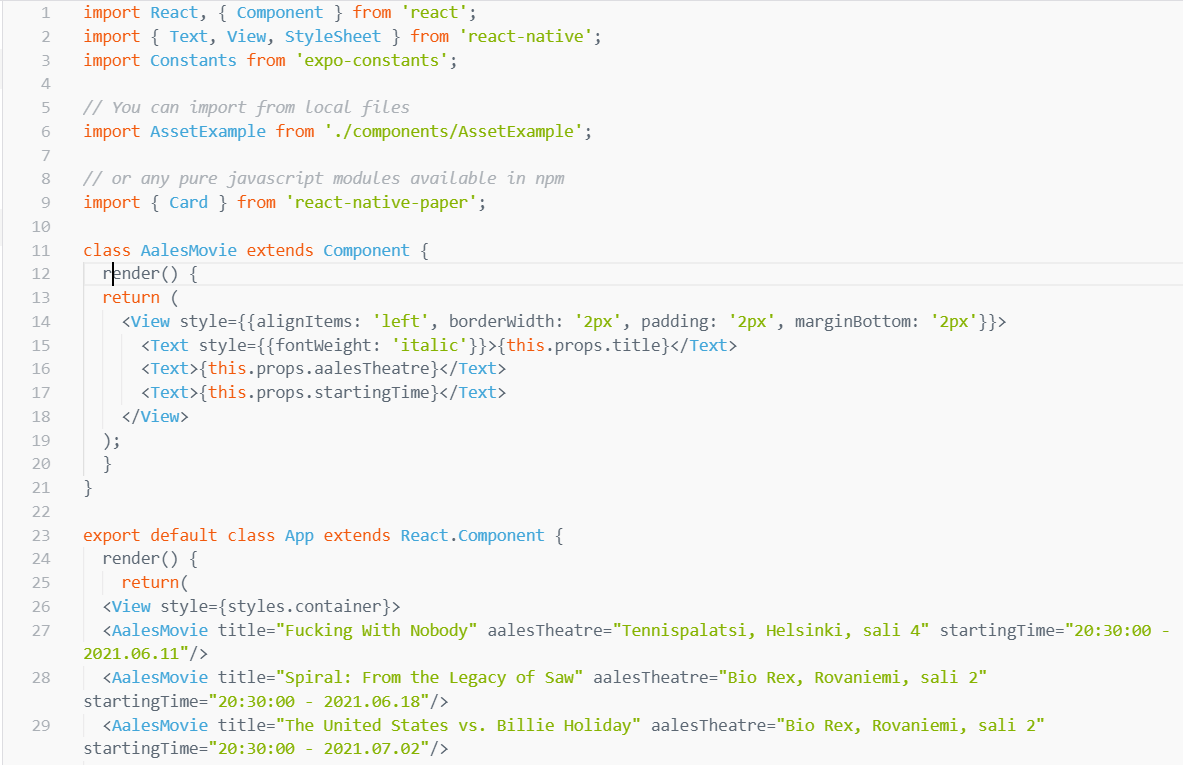 1 import React, { Component } from 'react';
2 import { Text, View, StyleSheet } from 'react-native';
3 import Constants from 'expo-constants';
4
5 // You can import from local files
6 import AssetExample from './components/AssetExample';
7
8 // or any pure javascript modules available in npm
9 import { Card } from 'react-native-paper';
10
11 class AalesMovie extends Component {
12   render() {
13   return (
14     <View style={{alignItems: 'left', borderWidth: '2px', padding: '2px', marginBottom: '2px'}}>
15       <Text style={{fontWeight: 'italic'}}>{this.props.title}</Text>
16       <Text>{this.props.aalesTheatre}</Text>
17       <Text>{this.props.startingTime}</Text>
18     </View>
19   );
20   }
21 }
22
23 export default class App extends React.Component {
24   render() {
25     return(
26   <View style={styles.container}>
27   <AalesMovie title="Fucking With Nobody" aalesTheatre="Tennispalatsi, Helsinki, sali 4" startingTime="20:30:00 -
2021.06.11"/>
28   <AalesMovie title="Spiral: From the Legacy of Saw" aalesTheatre="Bio Rex, Rovaniemi, sali 2"
startingTime="20:30:00 - 2021.06.18"/>
29   <AalesMovie title="The United States vs. Billie Holiday" aalesTheatre="Bio Rex, Rovaniemi, sali 2"
startingTime="20:30:00 - 2021.07.02"/>